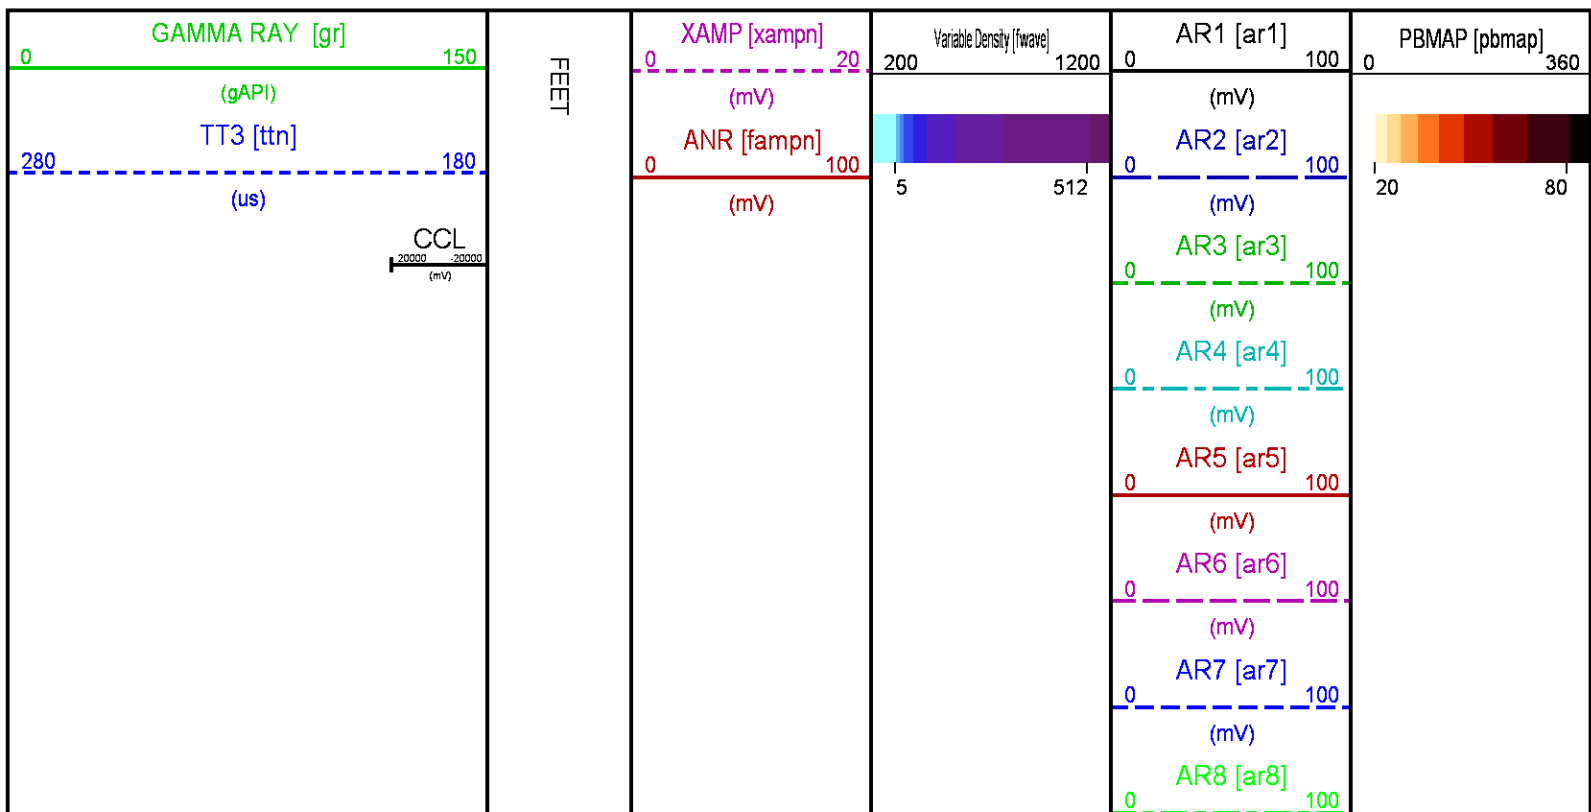 GAMMA RAY [gr]
0 150
(gAPI)
TT3 [ttn]
280 180
(us)
CCL
20000 -20000
(mV)
FEET
XAMP [xampn]
0 20
(mV)
ANR [fampn]
0 100
(mV)
Variable Density [fwave]
200 1200
5 512
AR1 [ar1]
0 100
(mV)
AR2 [ar2]
0 100
(mV)
AR3 [ar3]
0 100
(mV)
AR4 [ar4]
0 100
(mV)
AR5 [ar5]
0 100
(mV)
AR6 [ar6]
0 100
(mV)
AR7 [ar7]
0 100
(mV)
AR8 [ar8]
0 100
PBMAP [pbmap]
0 360
20 80